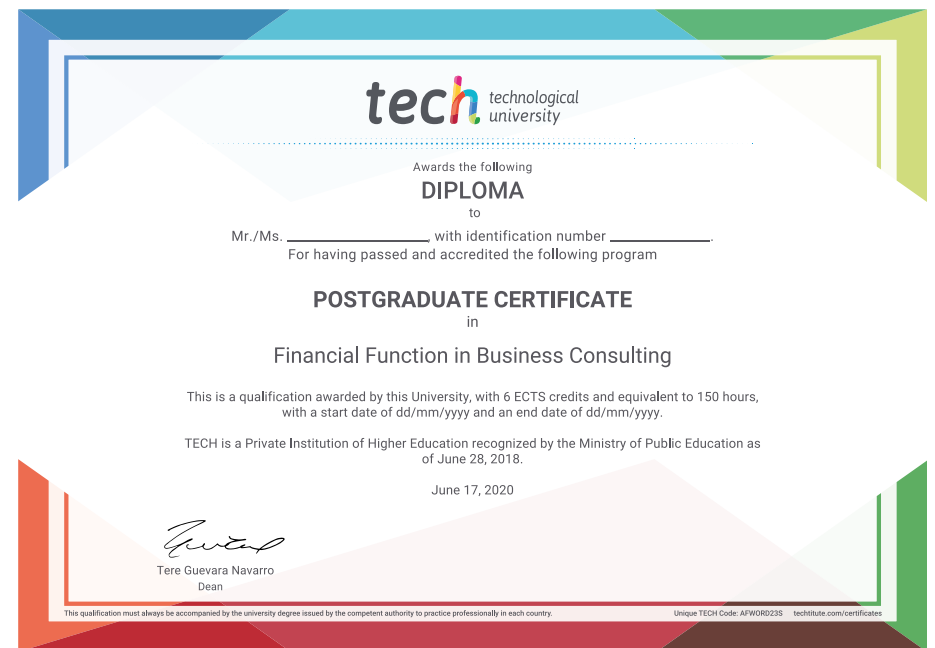 tech technological
university
Awards the following
DIPLOMA
to
Mr./Ms. ____________, with identification number ____________.
For having passed and accredited the following program
POSTGRADUATE CERTIFICATE
in
Financial Function in Business Consulting
This is a qualification awarded by this University, with 6 ECTS credits and equivalent to 150 hours,
with a start date of dd/mm/yyyy and an end date of dd/mm/yyyy.
TECH is a Private Institution of Higher Education recognized by the Ministry of Public Education as
of June 28, 2018.
June 17, 2020
Tere Guevara Navarro
Dean
This qualification must always be accompanied by the university degree issued by the competent authority to practice professionally in each country. Unique TECH Code: AFWORD23S techtitute.com/certificates